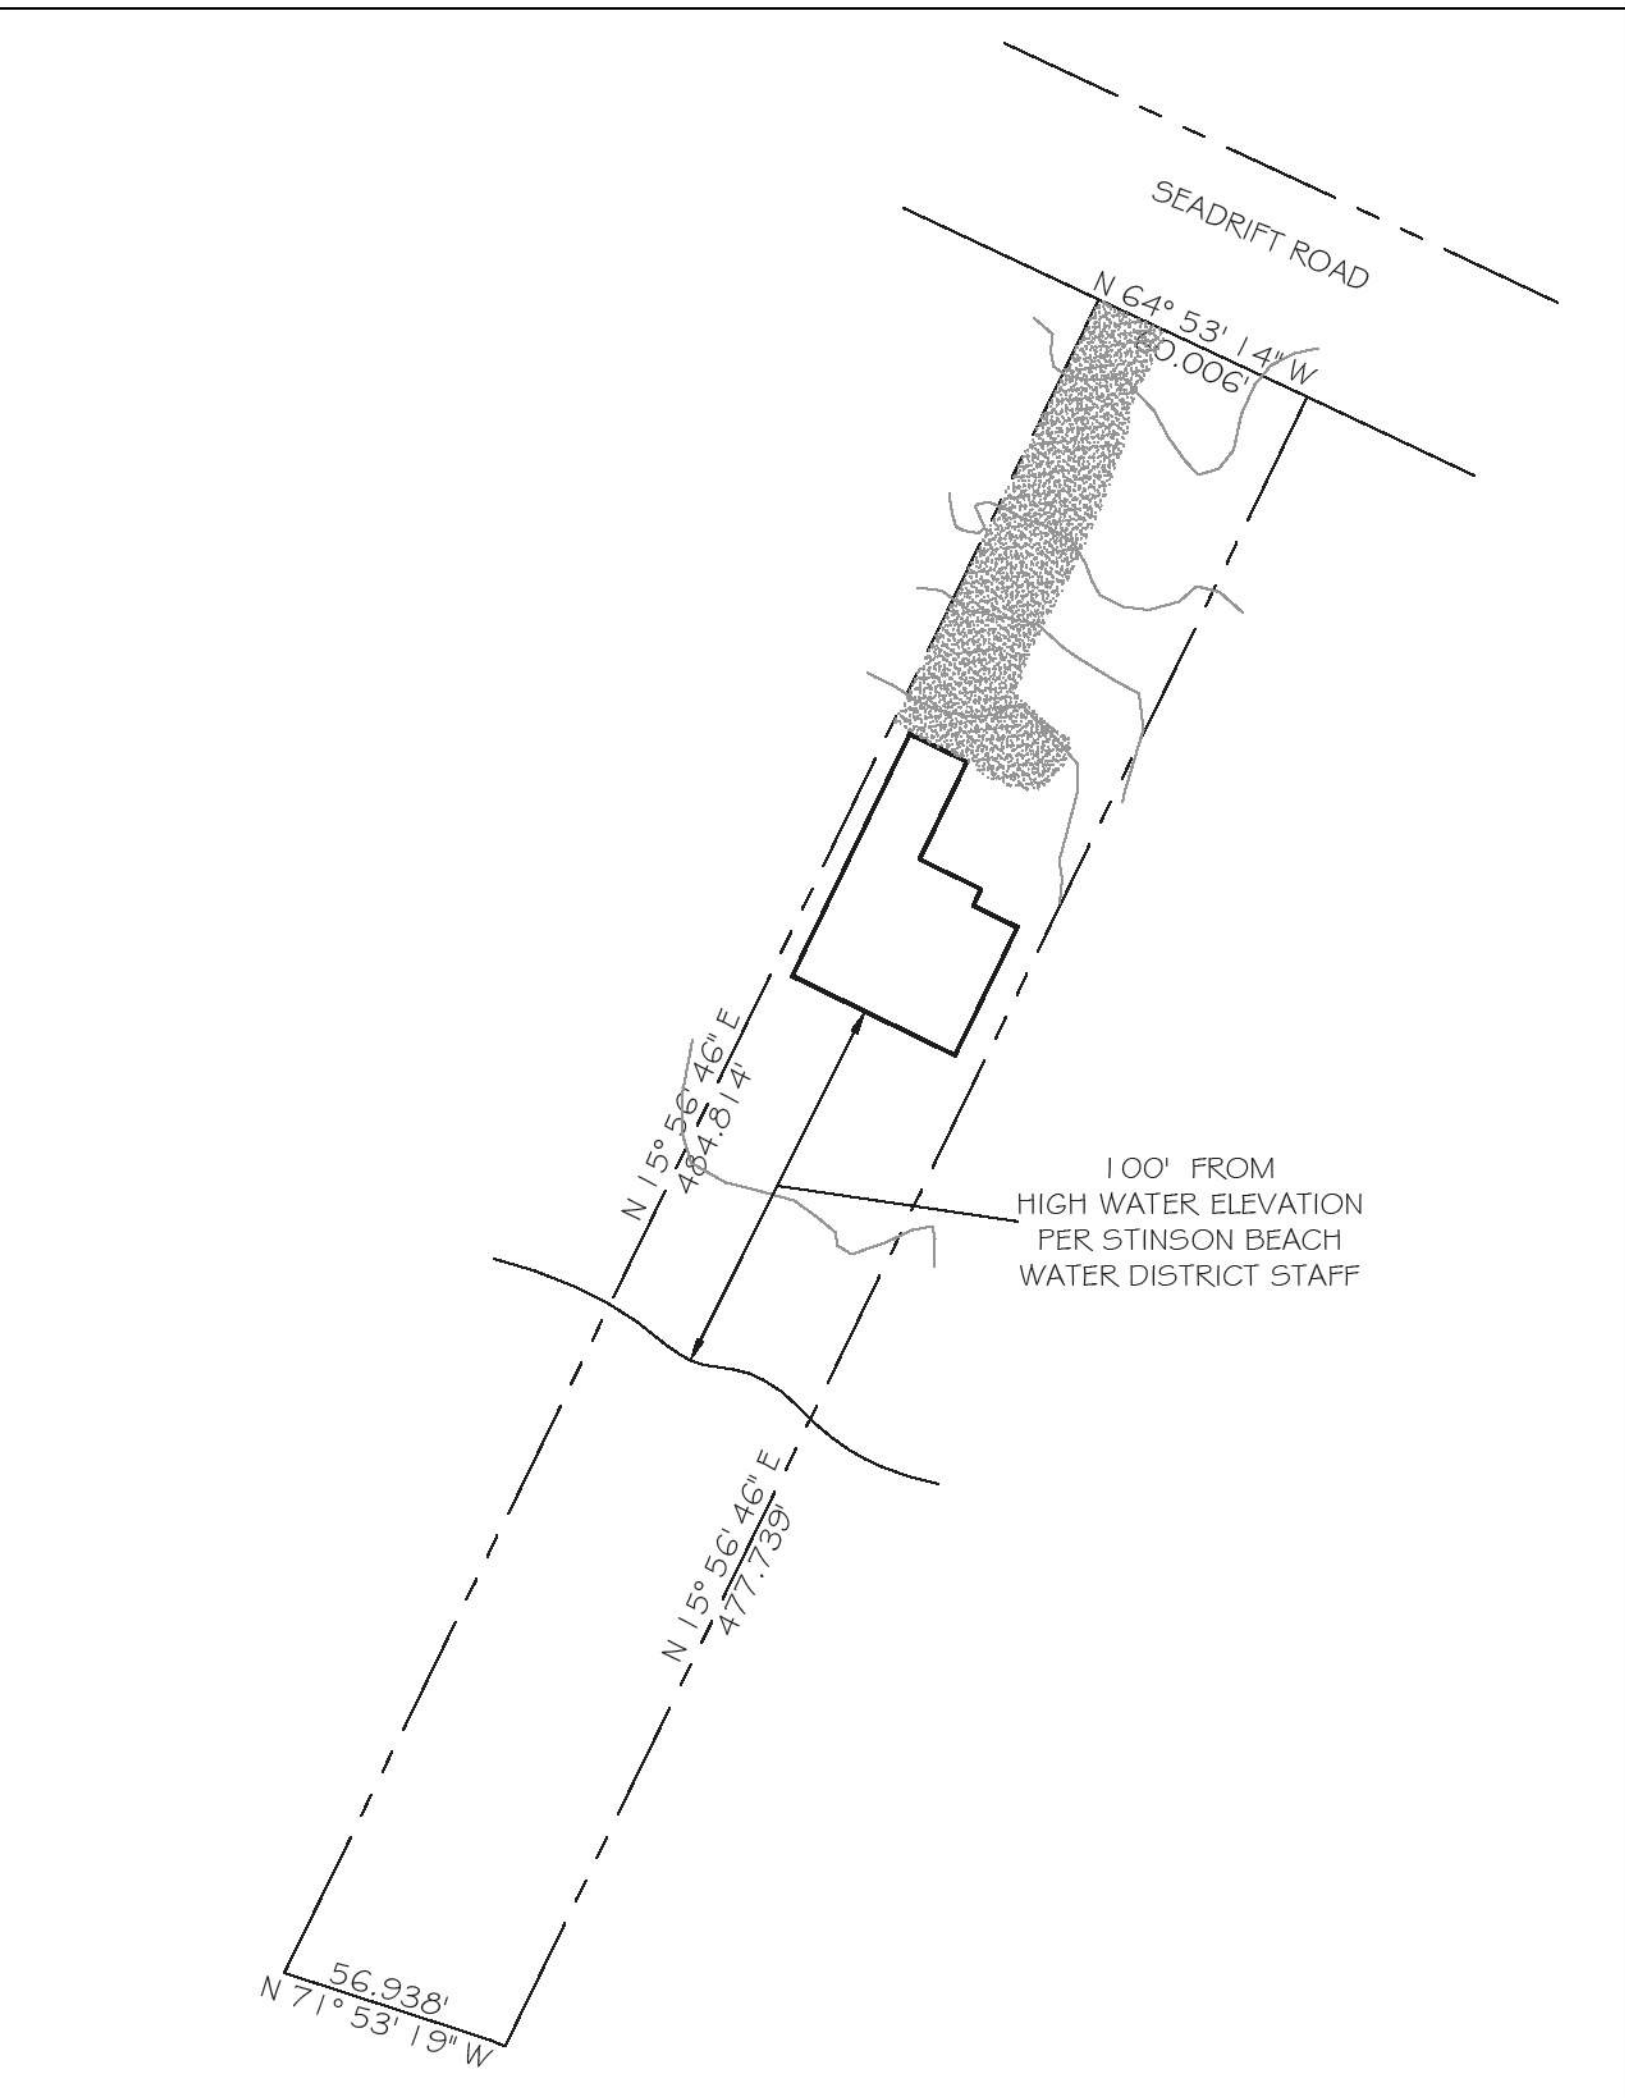 SEADRIFT ROAD
N 64° 53' 14" W
60.006'
N 15° 56' 46" E
484.814'
100' FROM
HIGH WATER ELEVATION
PER STINSON BEACH
WATER DISTRICT STAFF
N 15° 56' 46" E
477.739'
56.938'
N 71° 53' 19" W